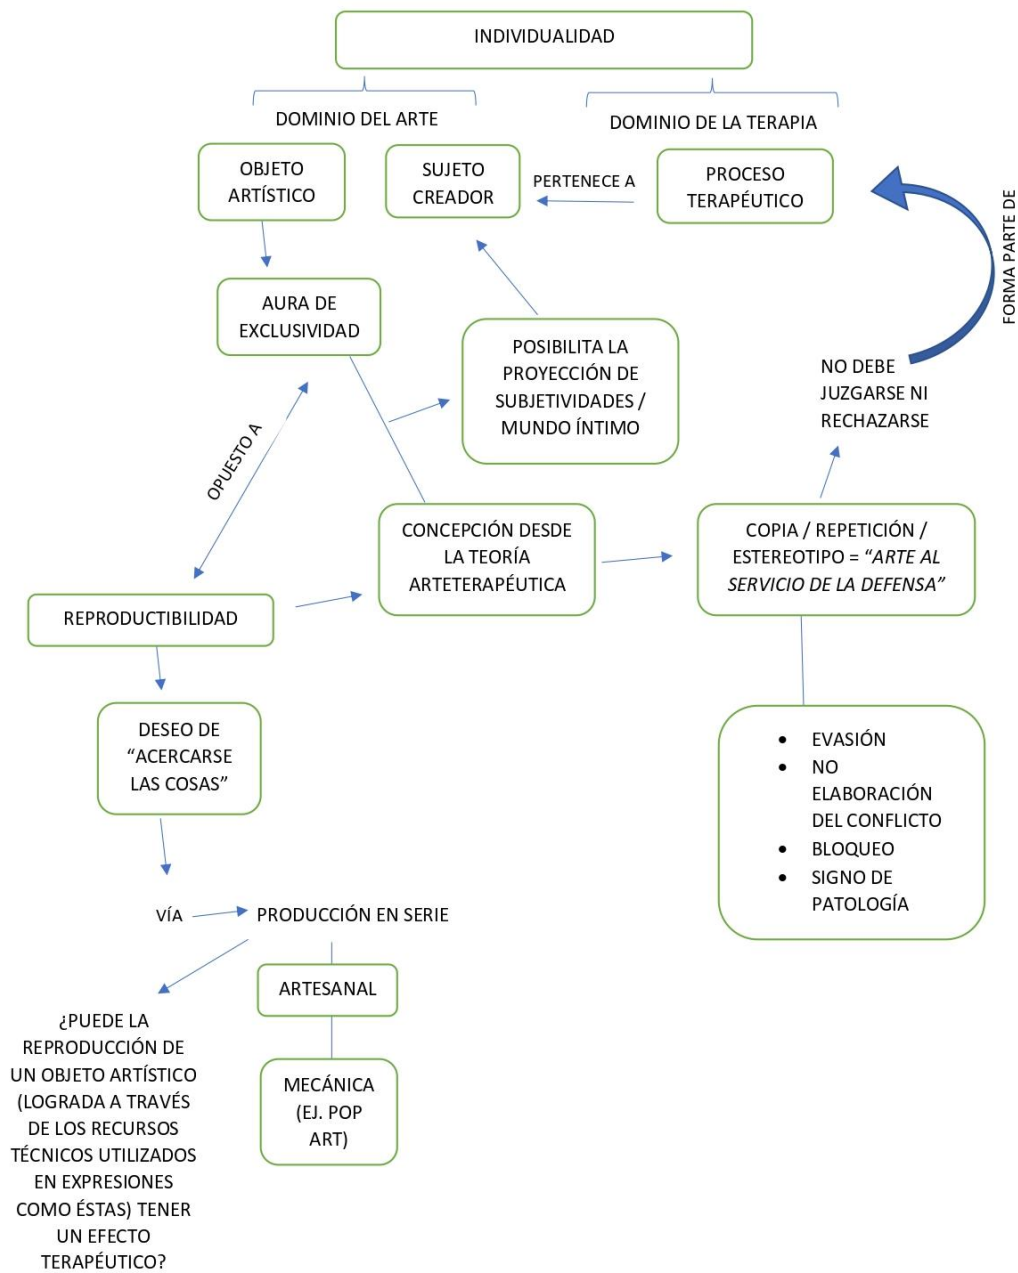 INDIVIDUALIDAD
DOMINIO DEL ARTE
DOMINIO DE LA TERAPIA
OBJETO
ARTÍSTICO
SUJETO
CREADOR
PERTENECE A
PROCESO
TERAPÉUTICO
FORMA PARTE DE
AURA DE
EXCLUSIVIDAD
POSIBILITA LA
PROYECCIÓN DE
SUBJETIVIDADES /
MUNDO ÍNTIMO
NO DEBE
JUZGARSE NI
RECHAZARSE
OPUESTO A
CONCEPCIÓN DESDE
LA TEORÍA
ARTETERAPÉUTICA
COPIA / REPETICIÓN /
ESTEREOTIPO = “ARTE AL
SERVICIO DE LA DEFENSA”
REPRODUCTIBILIDAD
DESEO DE
“ACERCARSE
LAS COSAS”
• EVASIÓN
• NO
ELABORACIÓN
DEL CONFLICTO
• BLOQUEO
• SIGNO DE
PATOLOGÍA
VÍA
PRODUCCIÓN EN SERIE
ARTESANAL
MECÁNICA
(EJ. POP
ART)
¿PUEDE LA
REPRODUCCIÓN DE
UN OBJETO ARTÍSTICO
(LOGRADA A TRAVÉS
DE LOS RECURSOS
TÉCNICOS UTILIZADOS
EN EXPRESIONES
COMO ÉSTAS) TENER
UN EFECTO
TERAPÉUTICO?